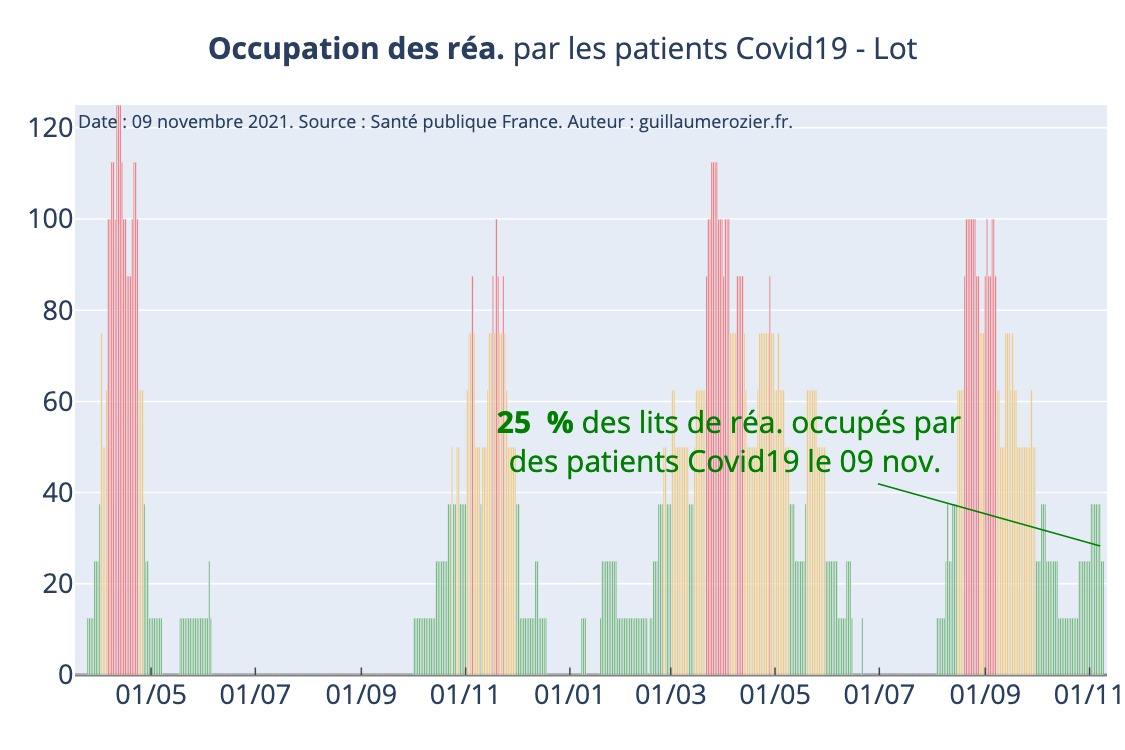 Occupation des réa. par les patients Covid19 - Lot
Date : 09 novembre 2021. Source : Santé publique France. Auteur : guillaumerozier.fr.
120
100
80
60
40
20
0
25 % des lits de réa. occupés par
des patients Covid19 le 09 nov.
01/05 01/07 01/09 01/11 01/01 01/03 01/05 01/07 01/09 01/11